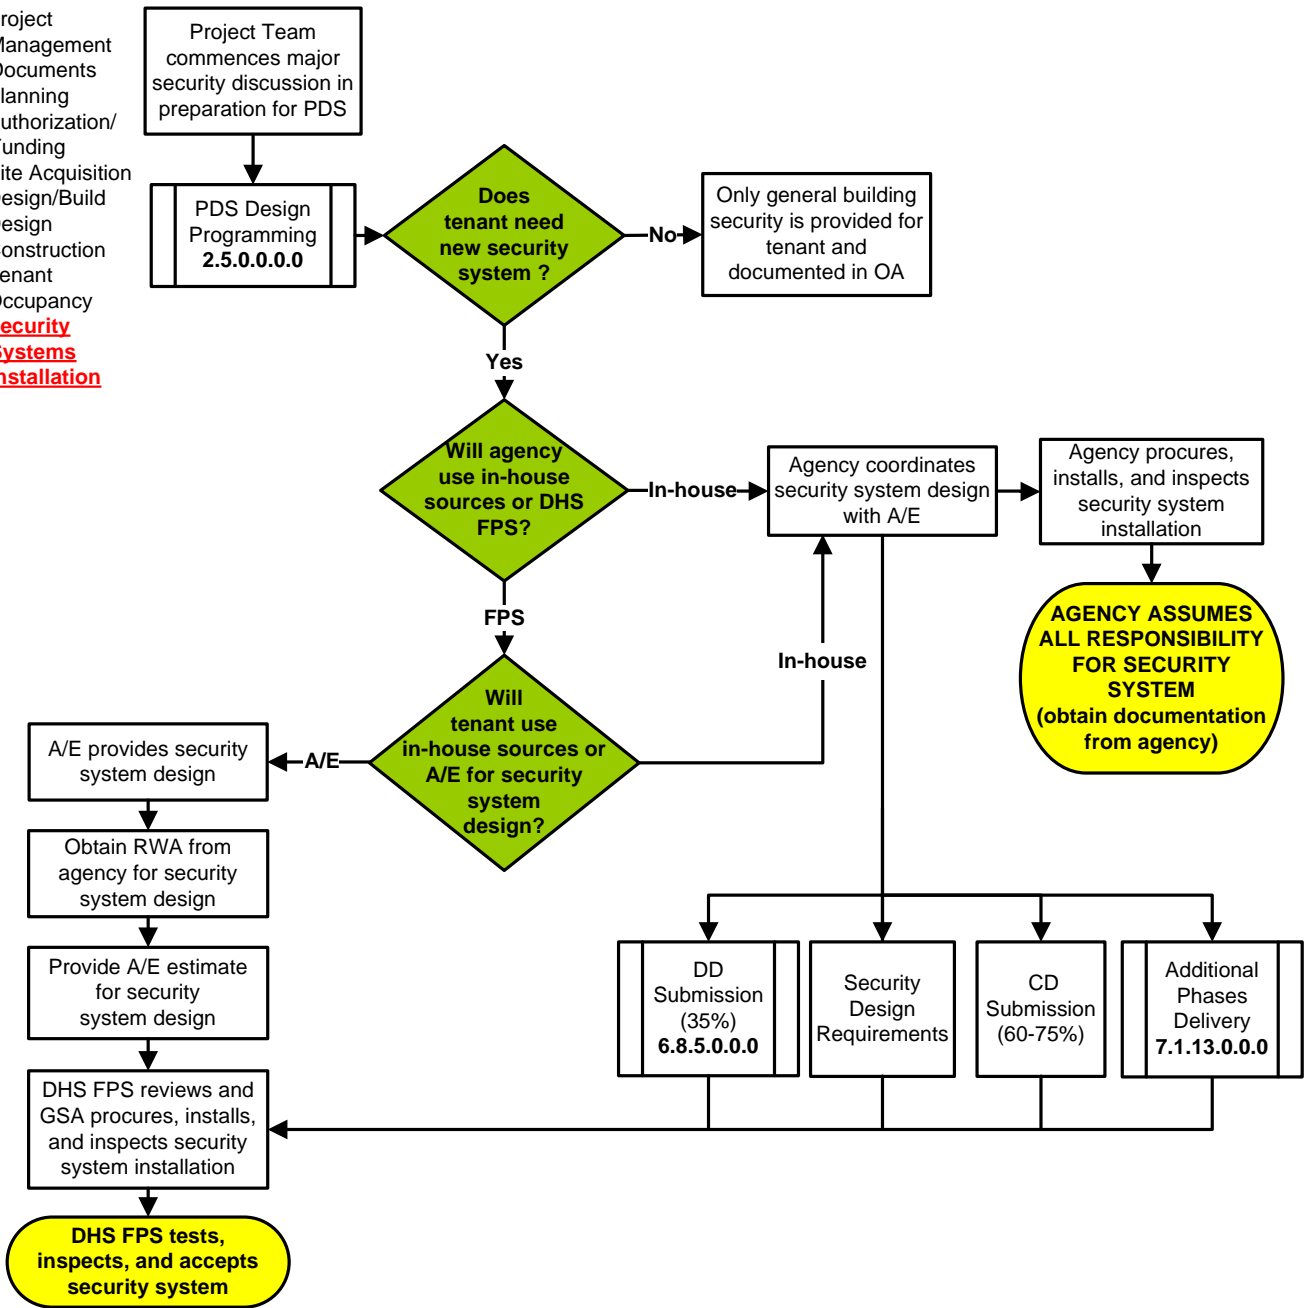 roject
Management
Documents
lanning
uthorization/
unding
ite Acquisition
esign/Build
esign
onstruction
enant
Occupancy
ecurity
Systems
nstallation
Project Team
commences major
security discussion in
preparation for PDS
PDS Design
Programming
2.5.0.0.0.0
Does
tenant need
new security
system ?
No
Only general building
security is provided for
tenant and
documented in OA
Yes
Will agency
use in-house
sources or DHS
FPS?
In-house
Agency coordinates
security system design
with A/E
Agency procures,
installs, and inspects
security system
installation
AGENCY ASSUMES
ALL RESPONSIBILITY
FOR SECURITY
SYSTEM
(obtain documentation
from agency)
FPS
In-house
Will
tenant use
in-house sources or
A/E for security
system
design?
A/E
A/E provides security
system design
Obtain RWA from
agency for security
system design
Provide A/E estimate
for security
system design
DHS FPS reviews and
GSA procures, installs,
and inspects security
system installation
DHS FPS tests,
inspects, and accepts
security system
DD
Submission
(35%)
6.8.5.0.0.0
Security
Design
Requirements
CD
Submission
(60-75%)
Additional
Phases
Delivery
7.1.13.0.0.0